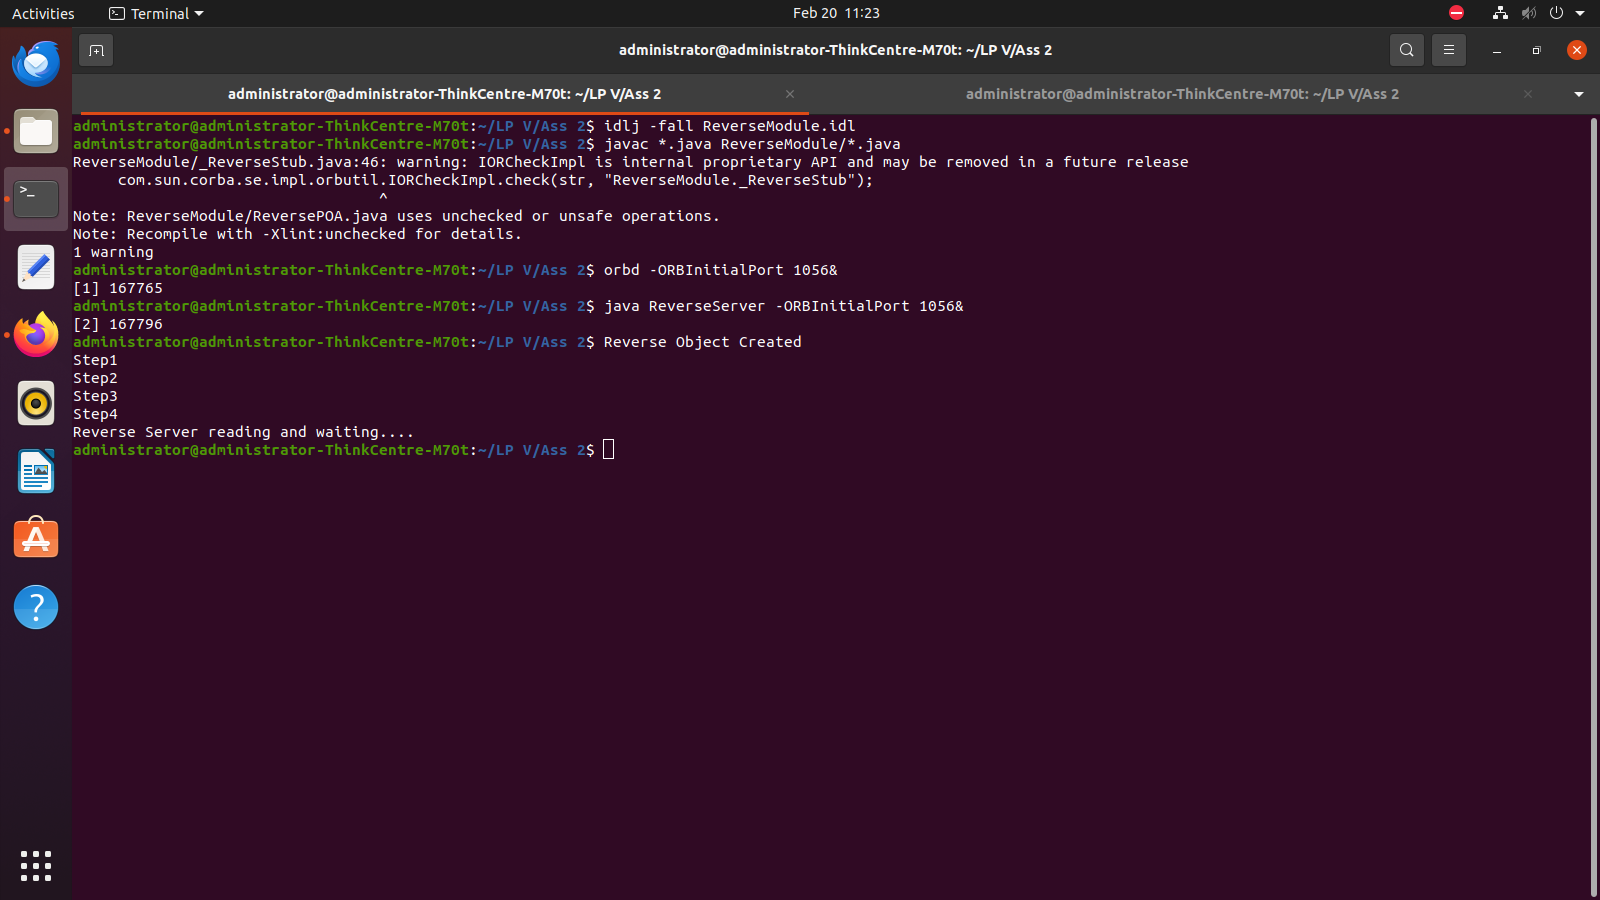 Activities
Terminal
Feb 20 11:23
administrator@administrator-ThinkCentre-M70t: ~/LP V/Ass 2
administrator@administrator-ThinkCentre-M70t: ~/LP V/Ass 2
administrator@administrator-ThinkCentre-M70t: ~/LP V/Ass 2
administrator@administrator-ThinkCentre-M70t:~/LP V/Ass 2$ idlj -fall ReverseModule.idl
administrator@administrator-ThinkCentre-M70t:~/LP V/Ass 2$ javac *.java ReverseModule/*.java
ReverseModule/_ReverseStub.java:46: warning: IORCheckImpl is internal proprietary API and may be removed in a future release
     com.sun.corba.se.impl.orbutil.IORCheckImpl.check(str, "ReverseModule._ReverseStub");
                                  ^
Note: ReverseModule/ReversePOA.java uses unchecked or unsafe operations.
Note: Recompile with -Xlint:unchecked for details.
1 warning
administrator@administrator-ThinkCentre-M70t:~/LP V/Ass 2$ orbd -ORBInitialPort 1056&
[1] 167765
administrator@administrator-ThinkCentre-M70t:~/LP V/Ass 2$ java ReverseServer -ORBInitialPort 1056&
[2] 167796
administrator@administrator-ThinkCentre-M70t:~/LP V/Ass 2$ Reverse Object Created
Step1
Step2
Step3
Step4
Reverse Server reading and waiting....
administrator@administrator-ThinkCentre-M70t:~/LP V/Ass 2$